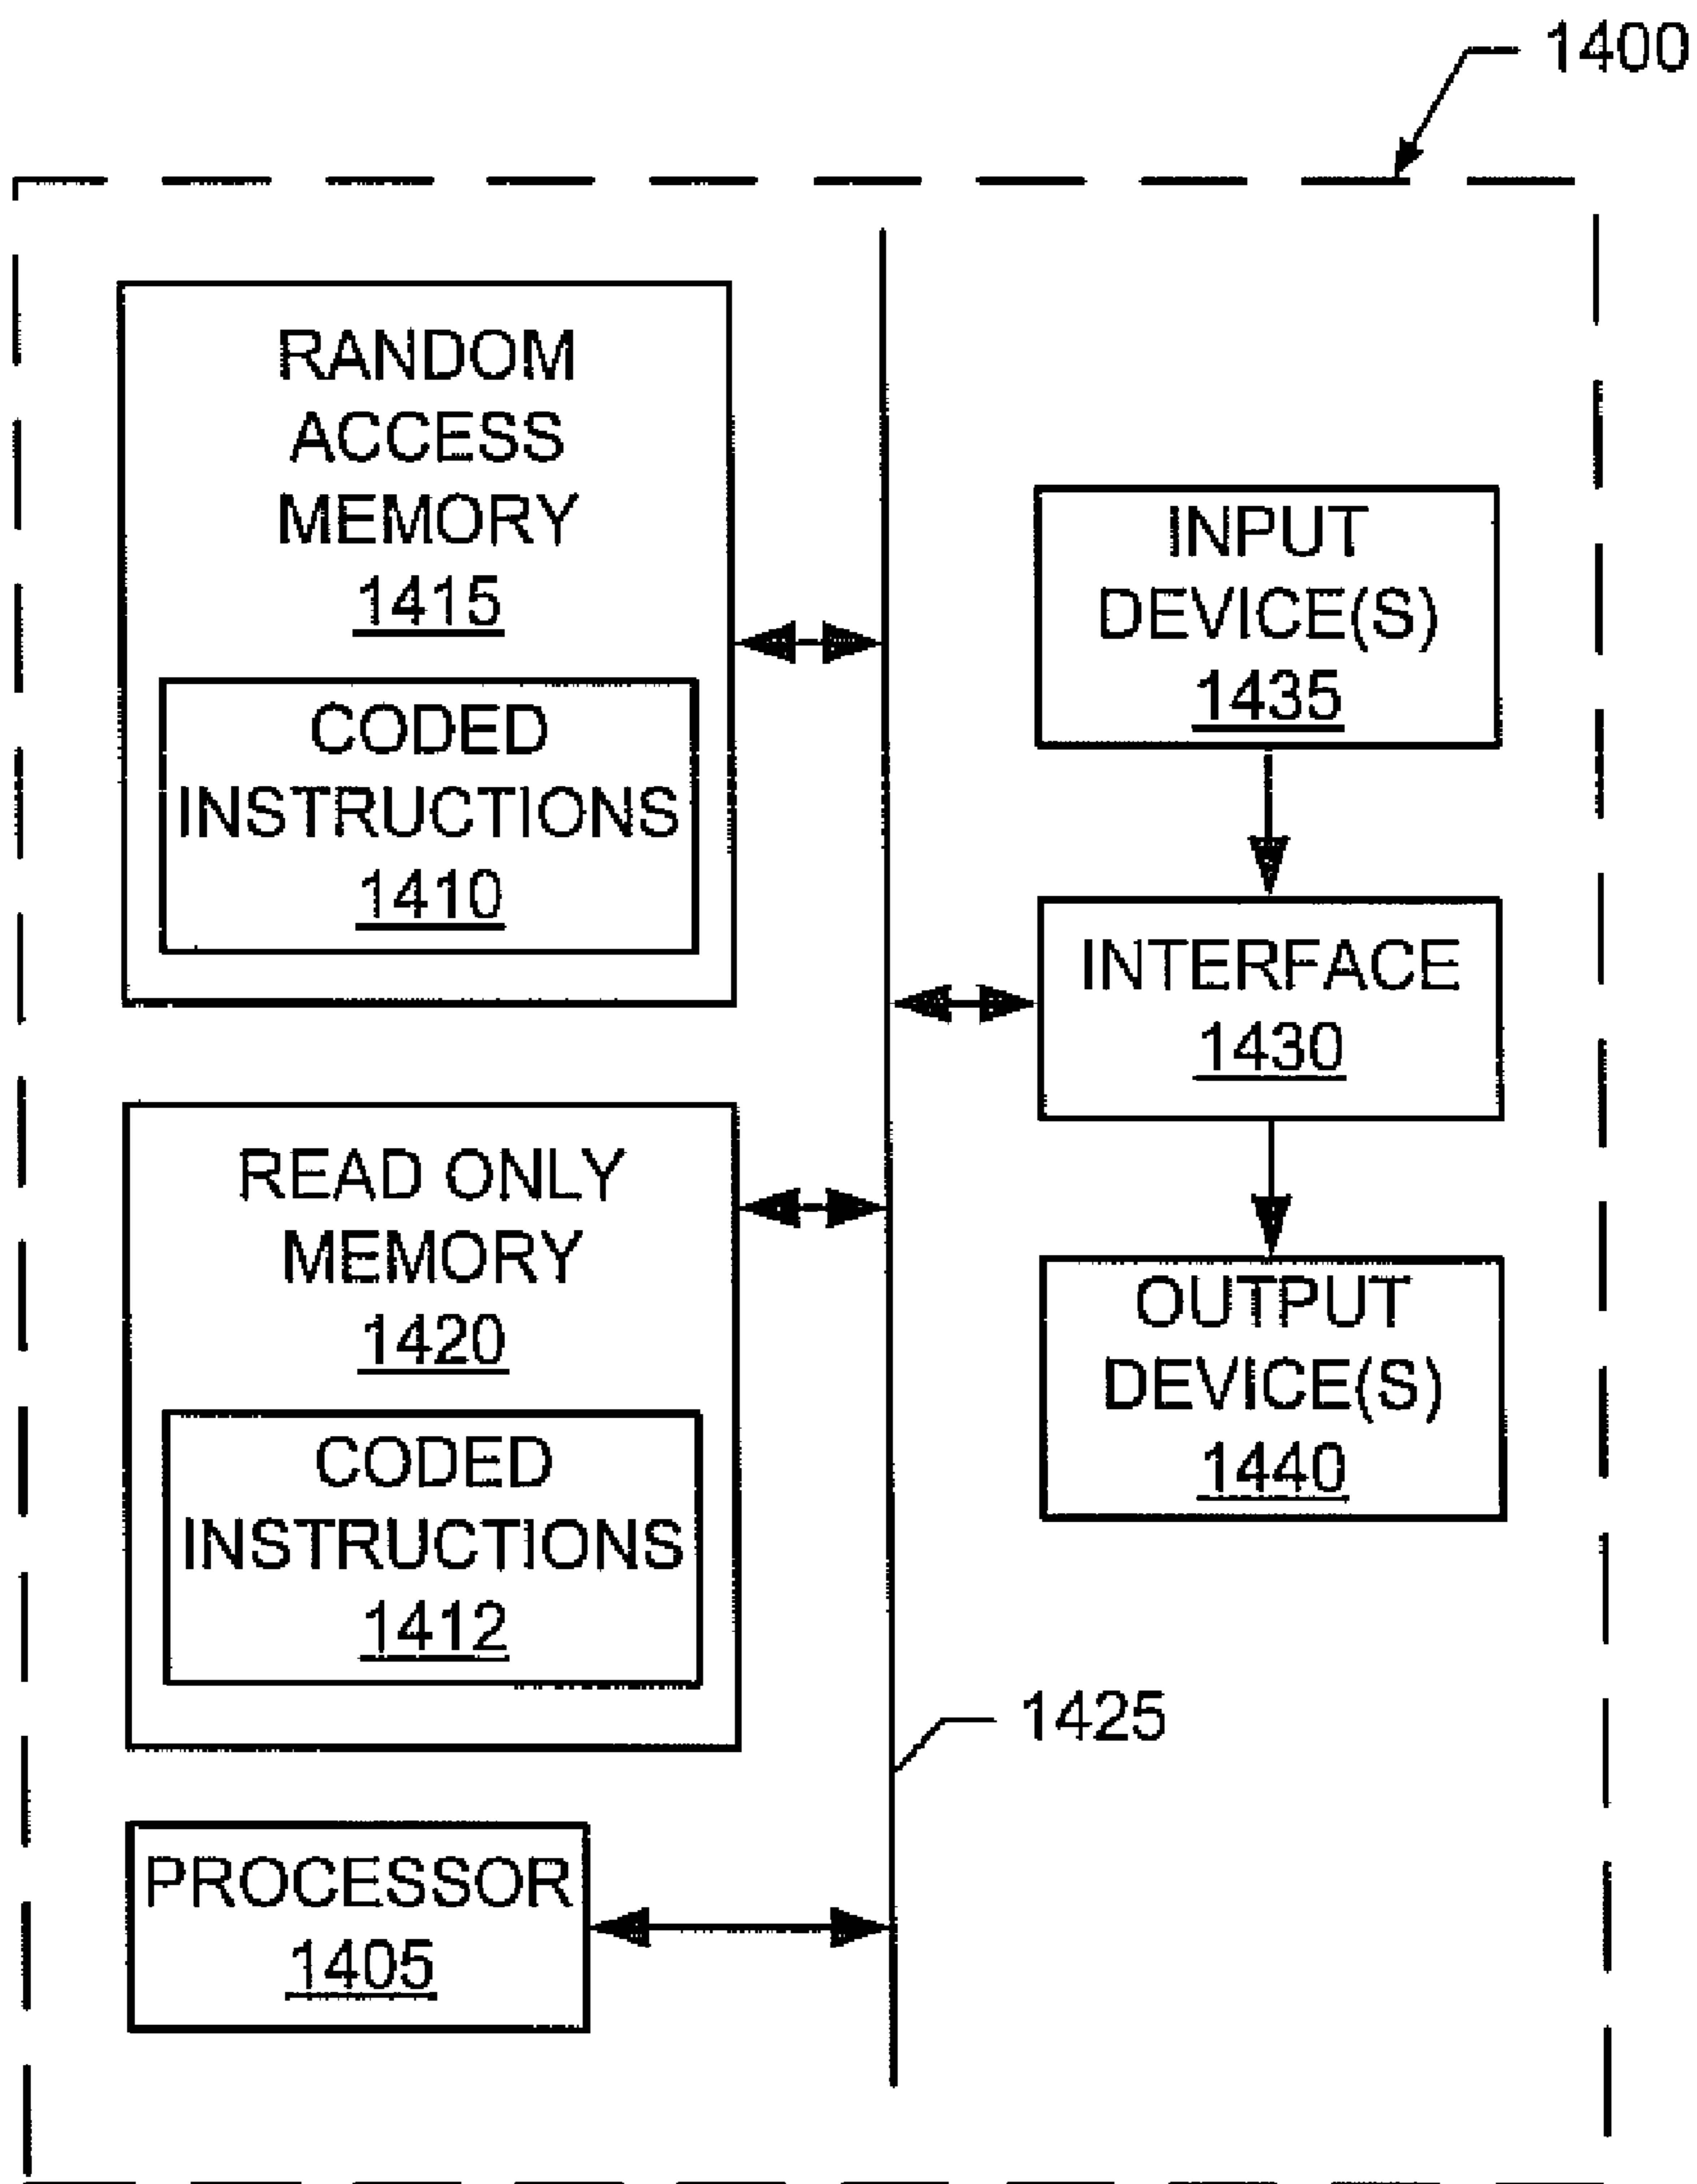 1400
RANDOM
ACCESS
MEMORY
1415
CODED
INSTRUCTIONS
1410
READ ONLY
MEMORY
1420
CODED
INSTRUCTIONS
1412
PROCESSOR
1405
INPUT
DEVICE(S)
1435
INTERFACE
1430
OUTPUT
DEVICE(S)
1440
1425